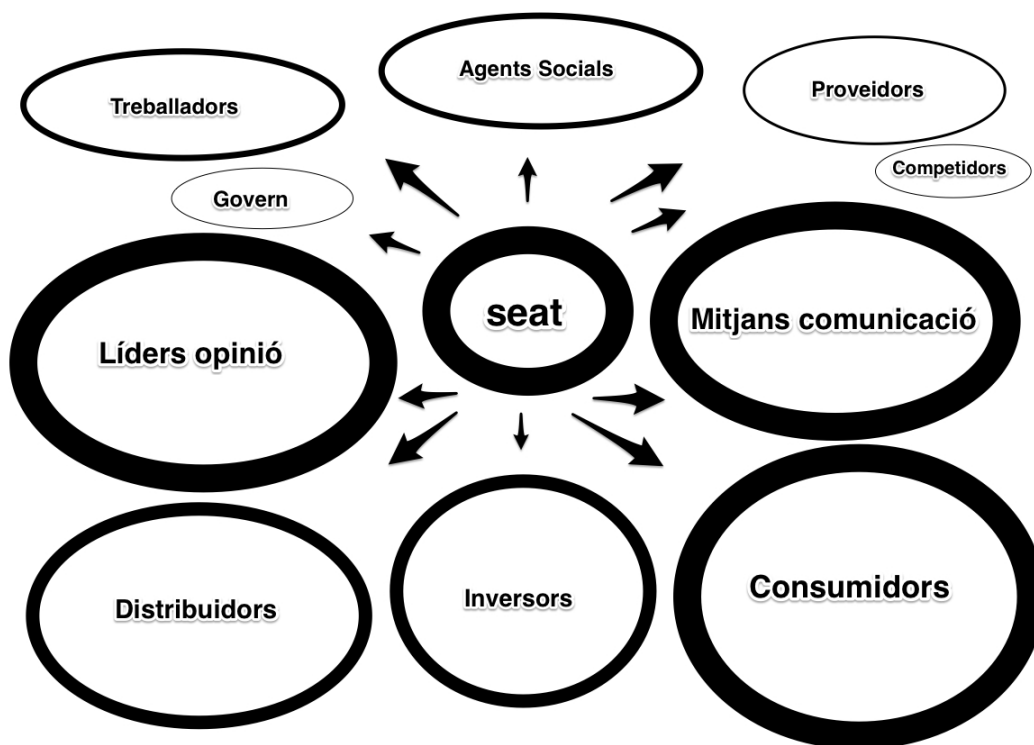 Agents Socials
Treballadors
Proveidors
Competidors
Govern
seat
Mitjans comunicació
Líders opinió
Consumidors
Inversors
Distribuidors